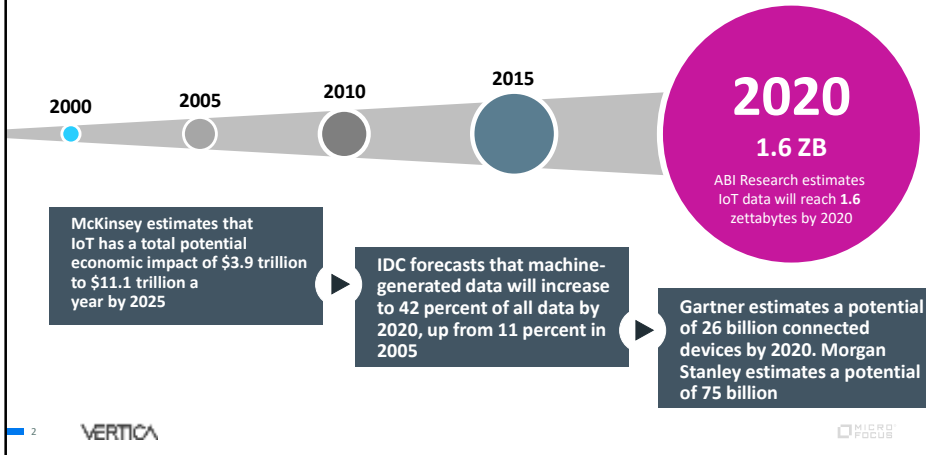 2000
2005
2010
2015
2020
1.6 ZB
ABI Research estimates
IoT data will reach 1.6
zettabytes by 2020
McKinsey estimates that
IoT has a total potential
economic impact of $3.9 trillion
to $11.1 trillion a
year by 2025
IDC forecasts that machine-
generated data will increase
to 42 percent of all data by
2020, up from 11 percent in
2005
Gartner estimates a potential
of 26 billion connected
devices by 2020. Morgan
Stanley estimates a potential
of 75 billion
2
VERTICA
MICRO
FOCUS